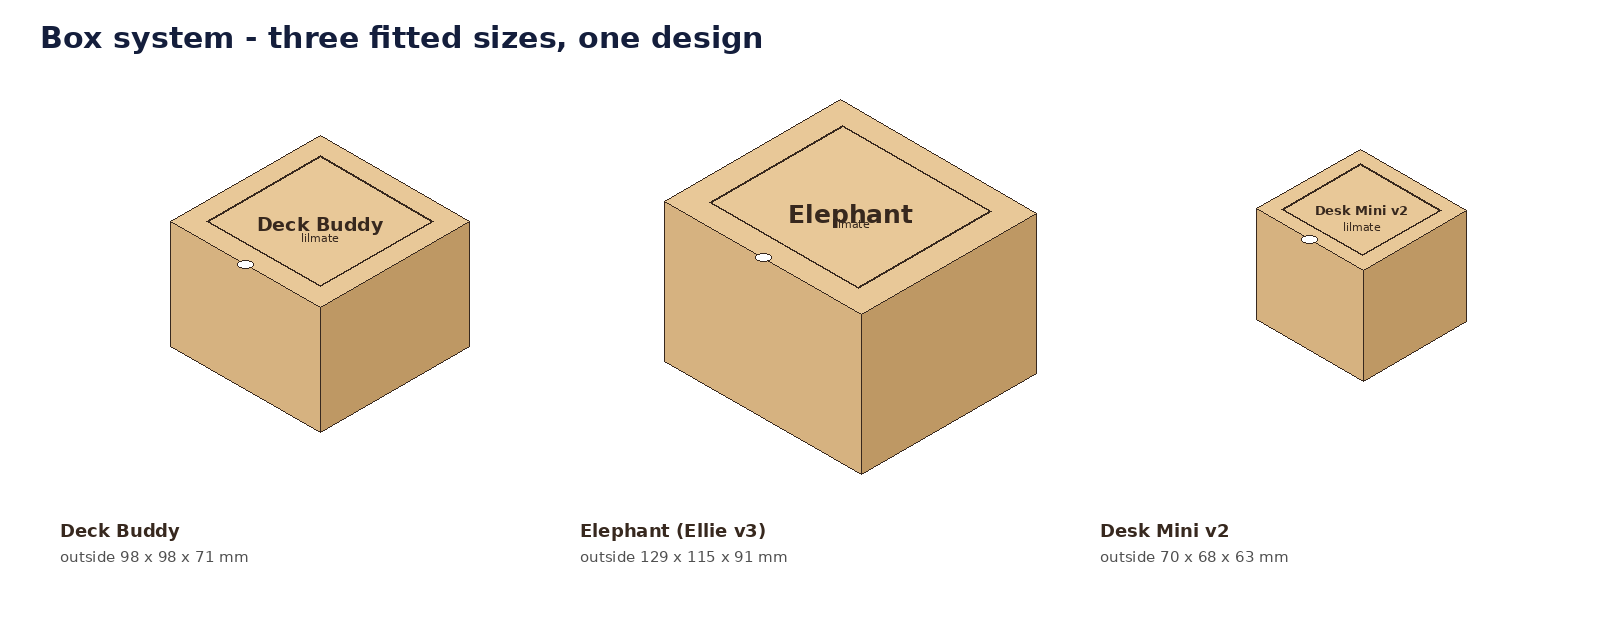 Box system - three fitted sizes, one design
Deck Buddy
lilmate
Elephant
lilmate
Desk Mini v2
lilmate
Deck Buddy
outside 98 x 98 x 71 mm
Elephant (Ellie v3)
outside 129 x 115 x 91 mm
Desk Mini v2
outside 70 x 68 x 63 mm